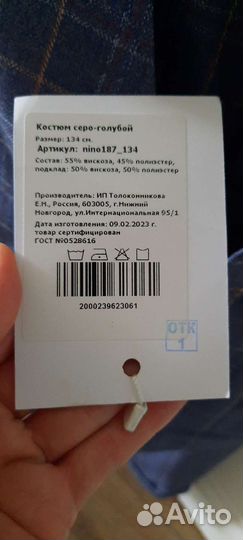 Костюм серо-голубой
Размер: 134 см.
Артикул: nino187_134
Состав: 55% вискоза, 45% полиэстер,
подклад: 50% вискоза, 50% полиэстер
Производитель: ИП Толоконникова
Е.Н., Россия, 603005, г.Нижний
Новгород, ул.Интернациональная 95/1
Дата изготовления: 09.02.2023 г.
товар сертифицирован
ГОСТ №0528616
2000239623061
ОТК
1
Avito